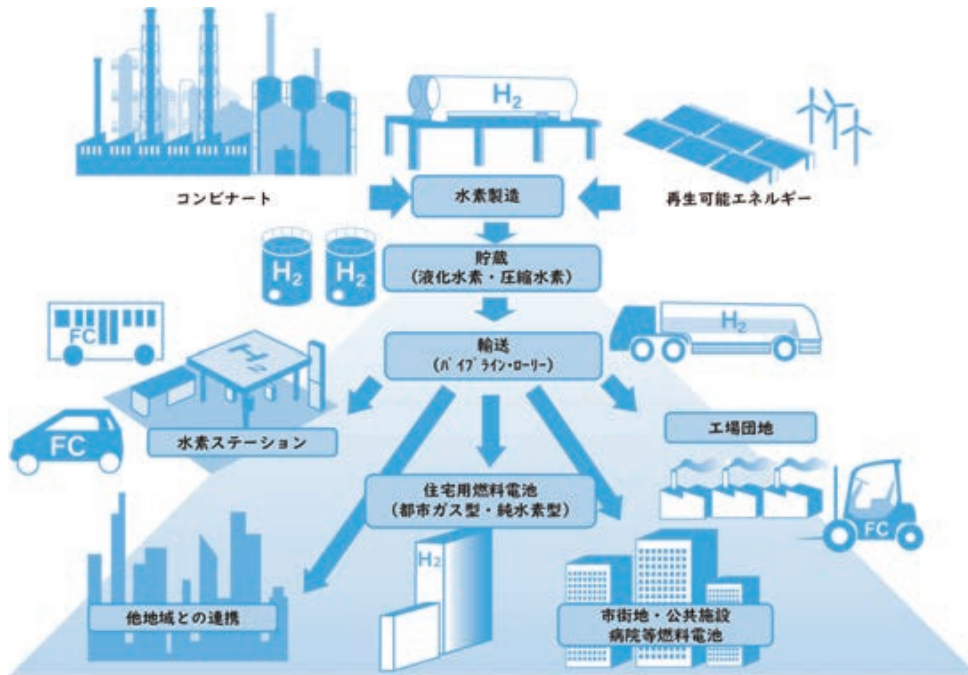 H₂
コンビナート
水素製造
再生可能エネルギー
H₂
H₂
貯蔵
(液化水素・圧縮水素)
FC
H₂
輸送
(パイプライン・ローリー)
H₂
FC
水素ステーション
工場団地
住宅用燃料電池
(都市ガス型・純水素型)
FC
H₂
他地域との連携
市街地・公共施設
病院等燃料電池